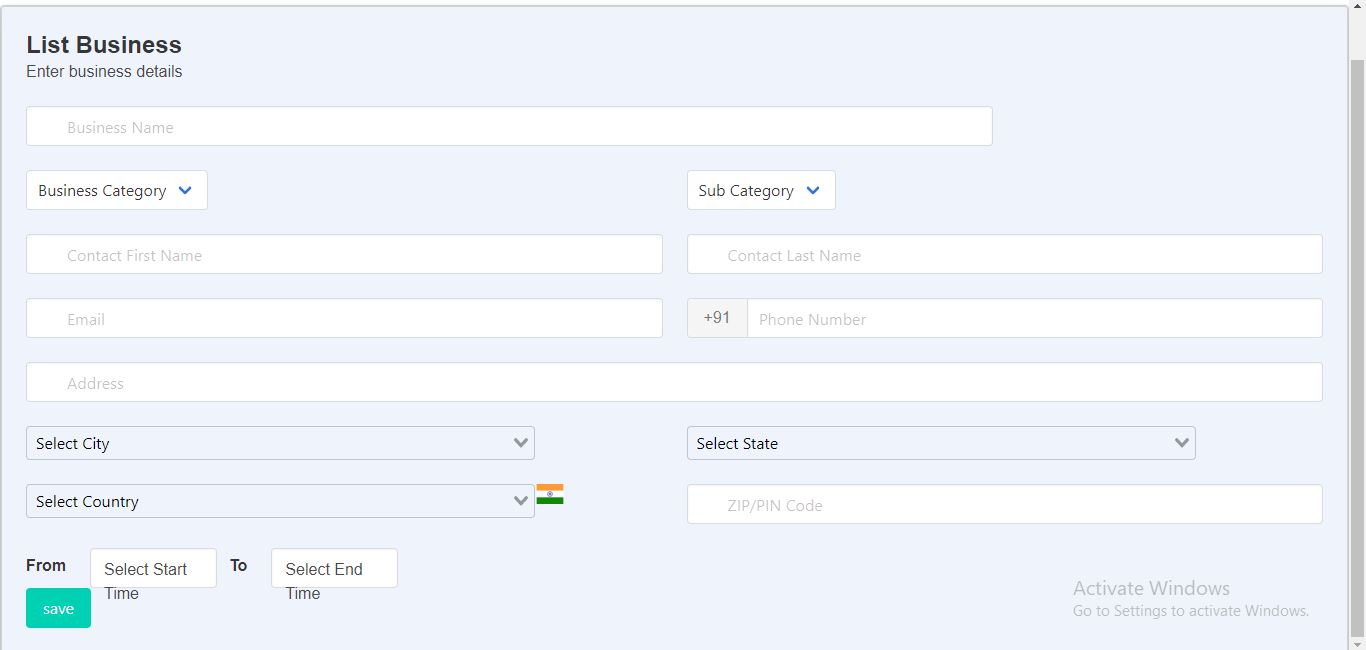 List Business
Enter business details
Business Name
Business Category
Sub Category
Contact First Name
Contact Last Name
Email
+91
Phone Number
Address
Select City
Select State
Select Country
ZIP/PIN Code
From
Select Start
Time
To
Select End
Time
save
Activate Windows
Go to Settings to activate Windows.